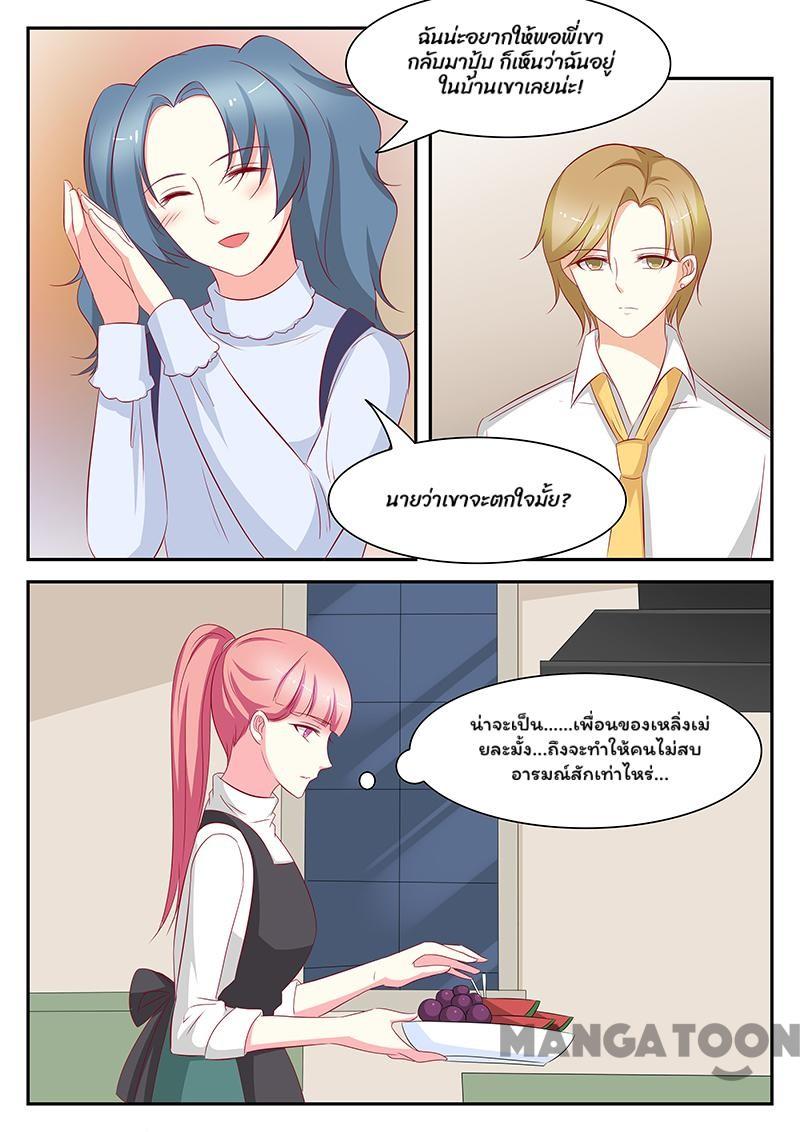 ฉันน่ะอยากให้พอพี่เขา
กลับมาปุ้บ ก็เห็นว่าฉันอยู่
ในบ้านเขาเลยน่ะ!
นายว่าเขาจะตกใจมั้ย?
น่าจะเป็น......เพื่อนของเหลิ่งเม่
ยละมั้ง...ถึงจะทำให้คนไม่สบ
อารมณ์สักเท่าไหร่...
MANGATOON